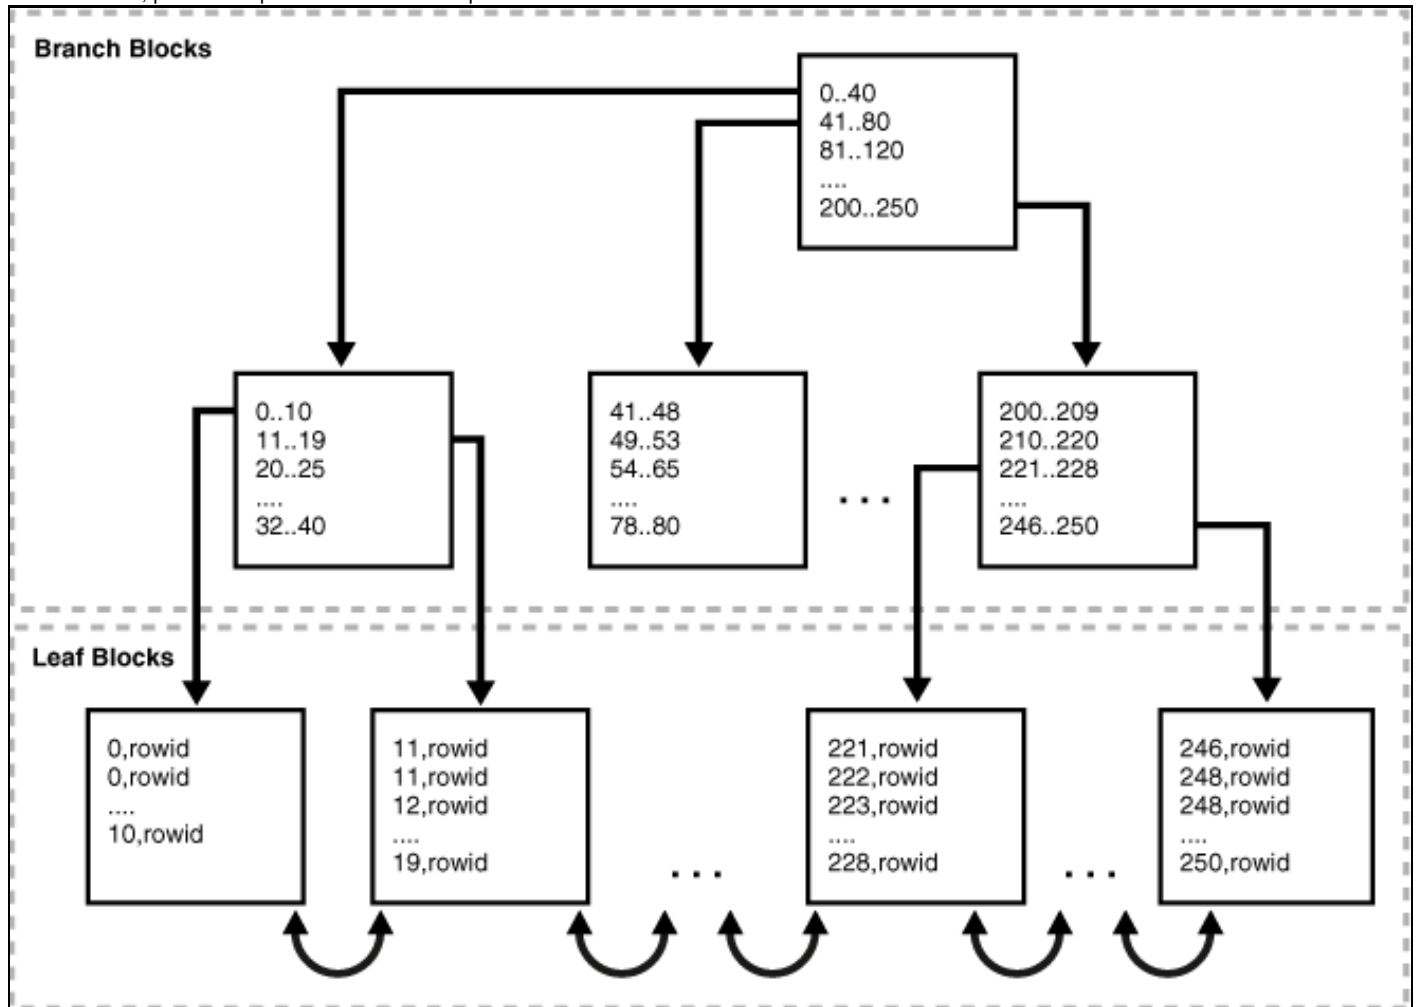 Branch Blocks
0..40
41..80
81..120
....
200..250
0..10
11..19
20..25
....
32..40
41..48
49..53
54..65
....
78..80
...
200..209
210..220
221..228
....
246..250
Leaf Blocks
0,rowid
0,rowid
....
10,rowid
11,rowid
11,rowid
12,rowid
....
19,rowid
...
221,rowid
222,rowid
223,rowid
....
228,rowid
...
246,rowid
248,rowid
248,rowid
....
250,rowid